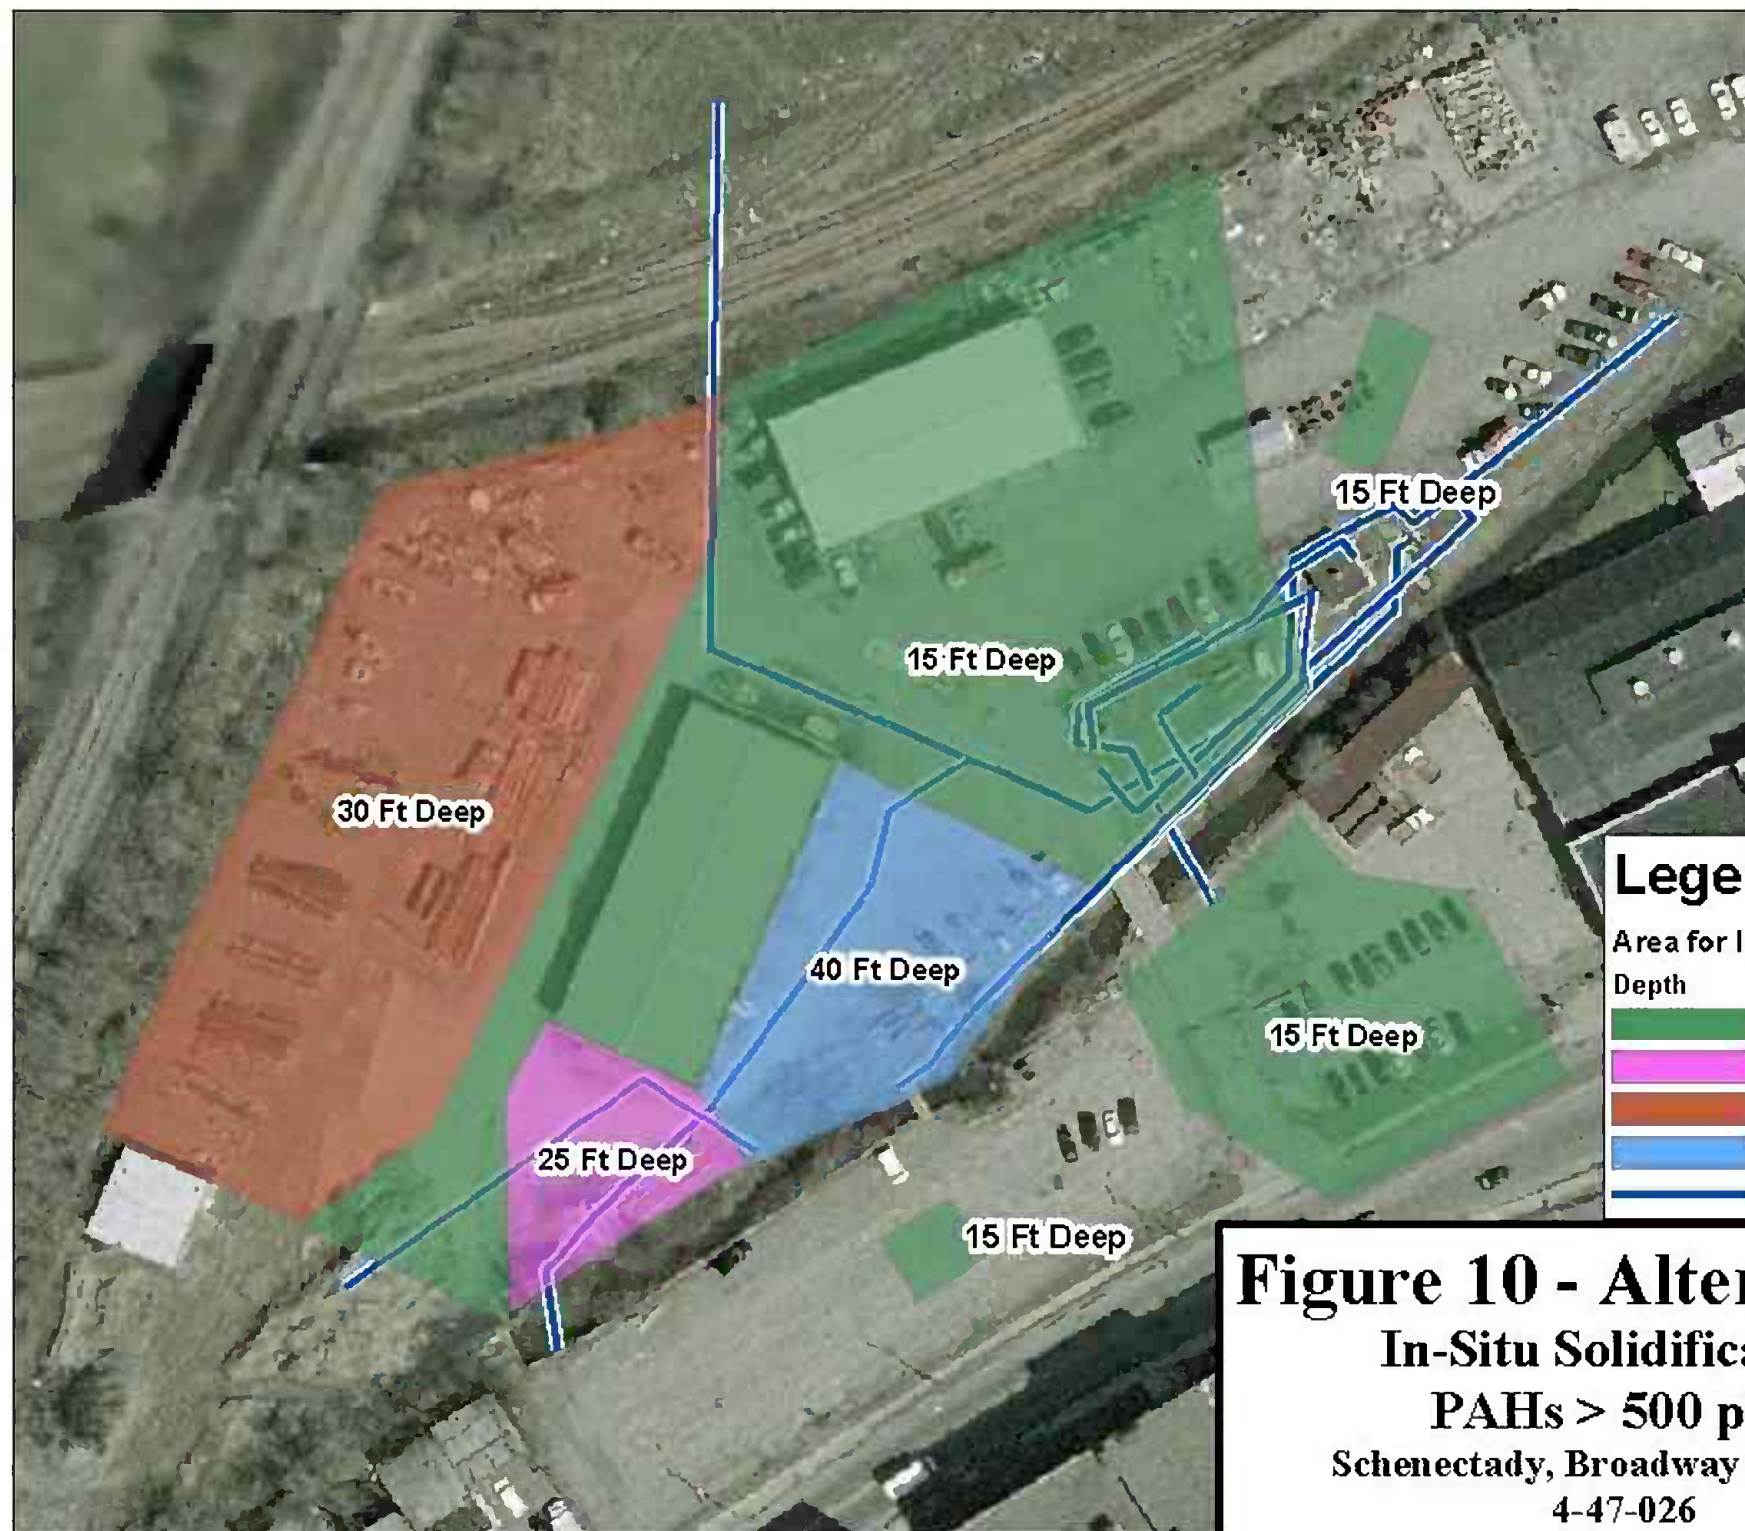 15 Ft Deep
15 Ft Deep
30 Ft Deep
40 Ft Deep
15 Ft Deep
25 Ft Deep
15 Ft Deep
Lege
Area for I
Depth
Figure 10 - Alter
In-Situ Solidifica
PAHs > 500 p
Schenectady, Broadway
4-47-026